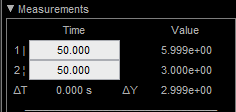 ▼ Measurements
Time Value
1 | 50.000 5.999e+00
2 ¦ 50.000 3.000e+00
ΔT 0.000 s ΔY 2.999e+00